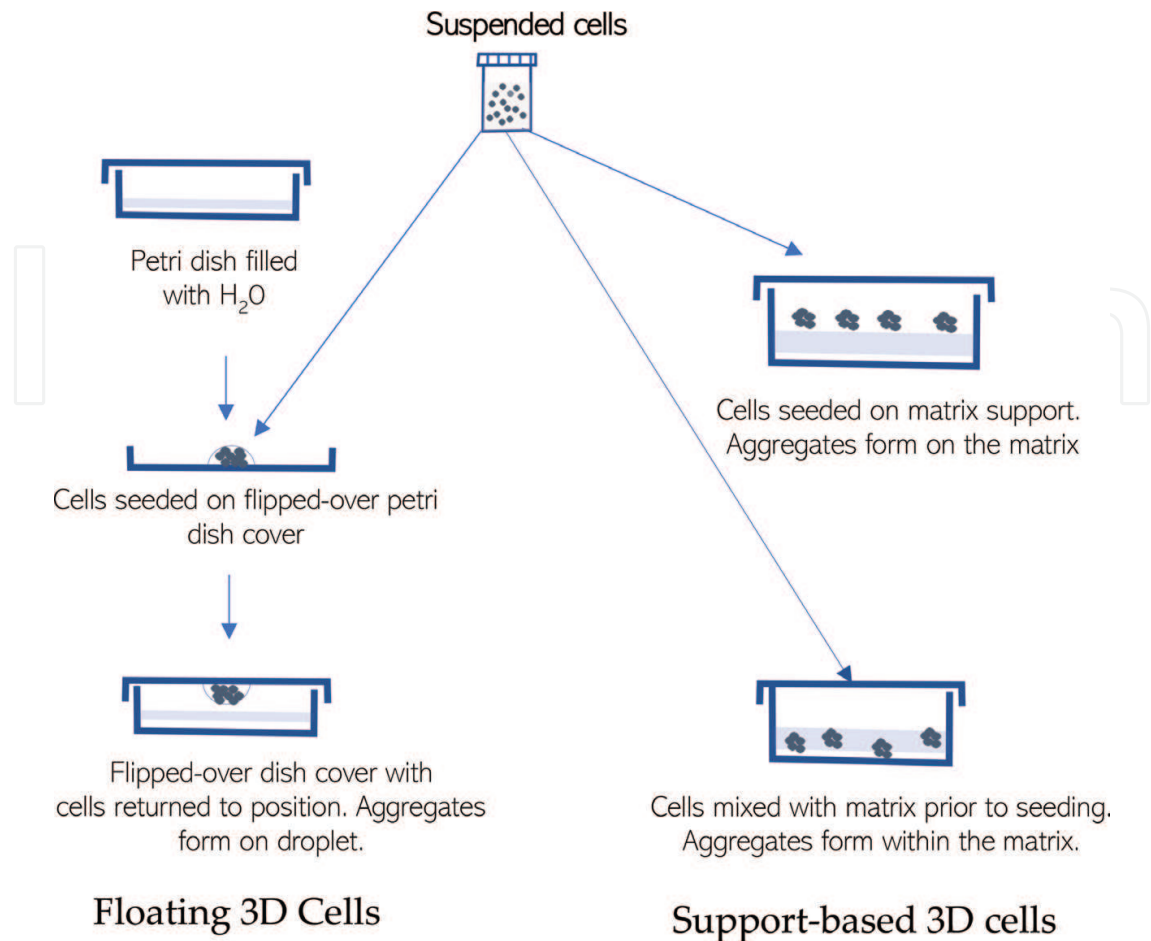 Suspended cells
Petri dish filled
with H₂O
Cells seeded on flipped-over petri
dish cover
Flipped-over dish cover with
cells returned to position. Aggregates
form on droplet.
Floating 3D Cells
Cells seeded on matrix support.
Aggregates form on the matrix
Cells mixed with matrix prior to seeding.
Aggregates form within the matrix.
Support-based 3D cells